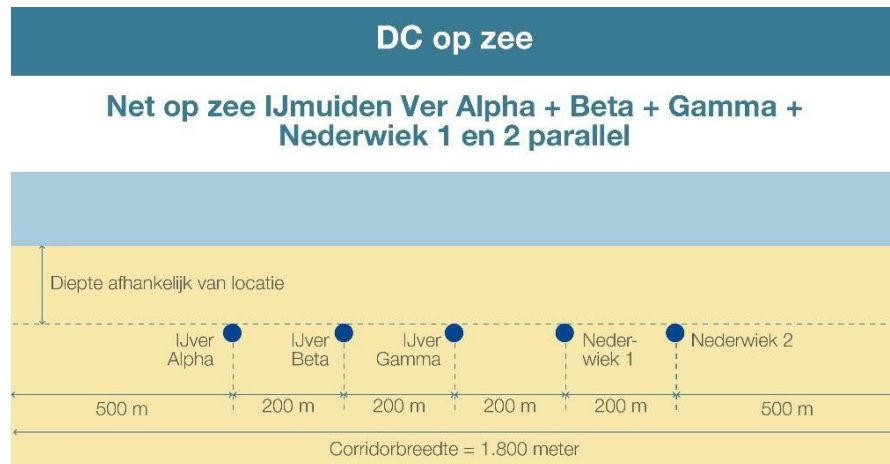 DC op zee
Net op zee IJmuiden Ver Alpha + Beta + Gamma +
Nederwiek 1 en 2 parallel
Diepte afhankelijk van locatie
IJver
Alpha
IJver
Beta
IJver
Gamma
Neder-
wiek 1
Nederwiek 2
500 m
200 m
200 m
200 m
200 m
500 m
Corridorbreedte = 1.800 meter